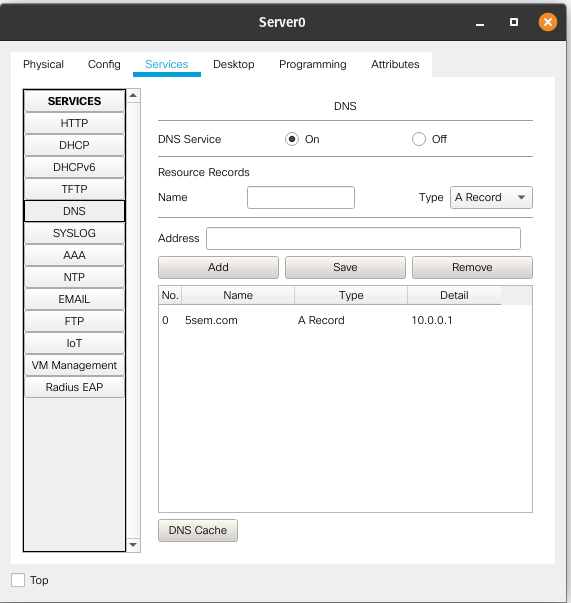 Server0
Physical Config Services Desktop Programming Attributes
SERVICES
HTTP
DHCP
DHCPv6
TFTP
DNS
SYSLOG
AAA
NTP
EMAIL
FTP
IoT
VM Management
Radius EAP
DNS
DNS Service On Off
Resource Records
Name Type A Record
Address
Add Save Remove
No. Name Type Detail
0 5sem.com A Record 10.0.0.1
DNS Cache
Top